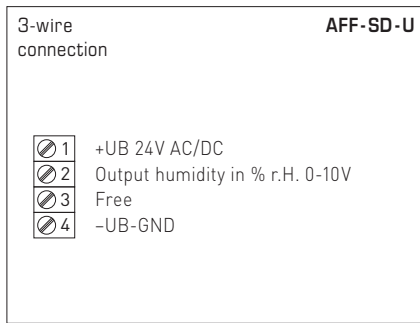 3-wire AFF-SD-U
connection
1 +UB 24V AC/DC
2 Output humidity in % r.H. 0-10V
3 Free
4 –UB-GND